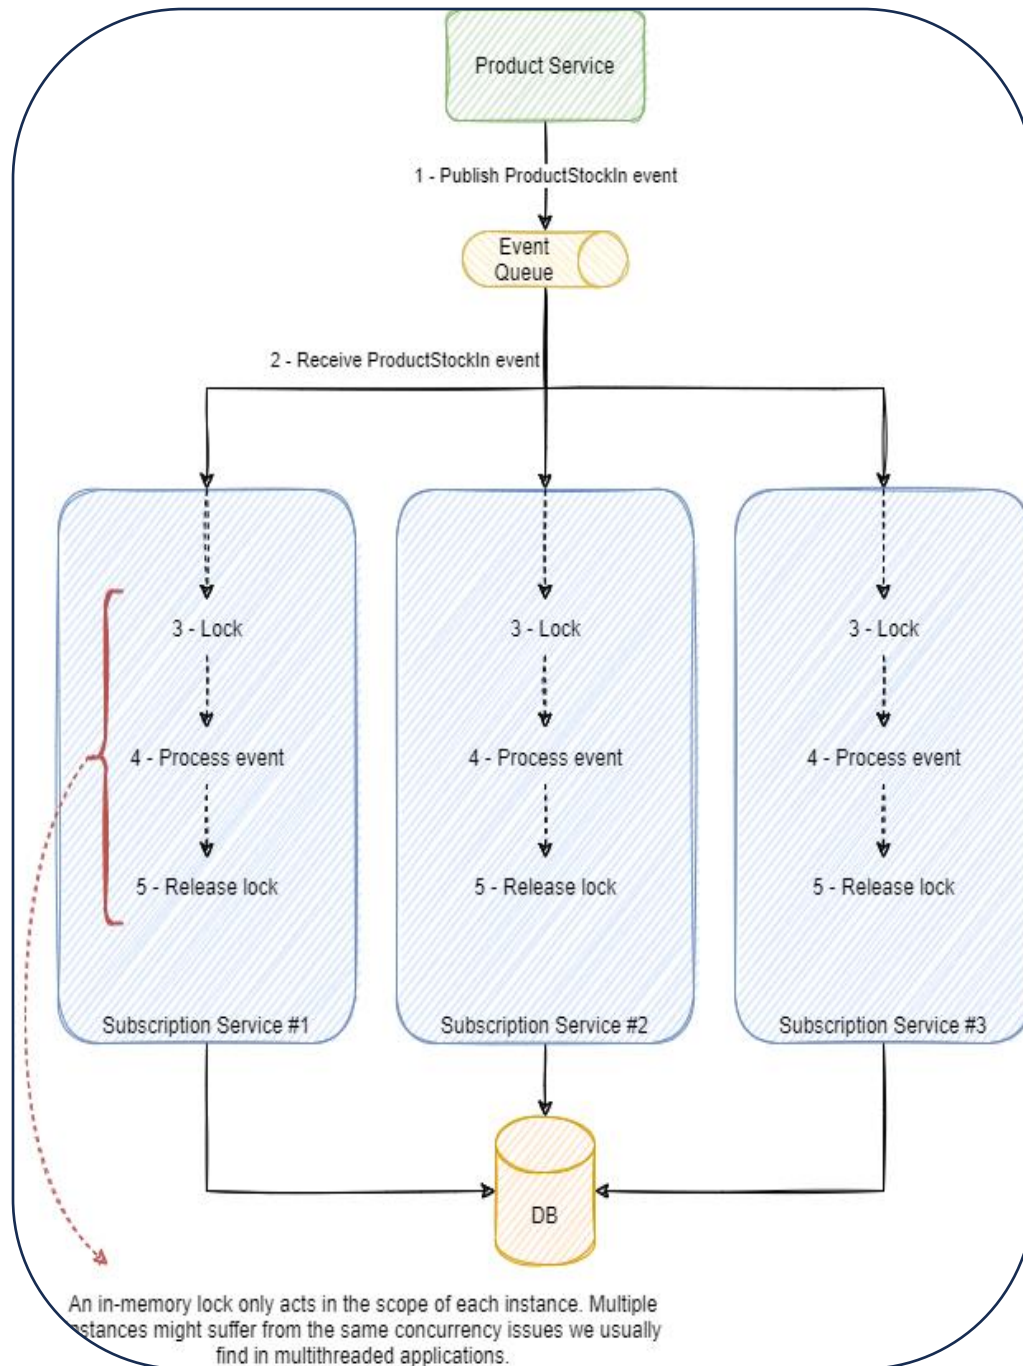 Product Service
1 - Publish ProductStockIn event
Event
Queue
2 - Receive ProductStockIn event
3 - Lock
3 - Lock
3 - Lock
4 - Process event
4 - Process event
4 - Process event
5 - Release lock
5 - Release lock
5 - Release lock
Subscription Service #1
Subscription Service #2
Subscription Service #3
DB
An in-memory lock only acts in the scope of each instance. Multiple
nstances might suffer from the same concurrency issues we usually
find in multithreaded applications.